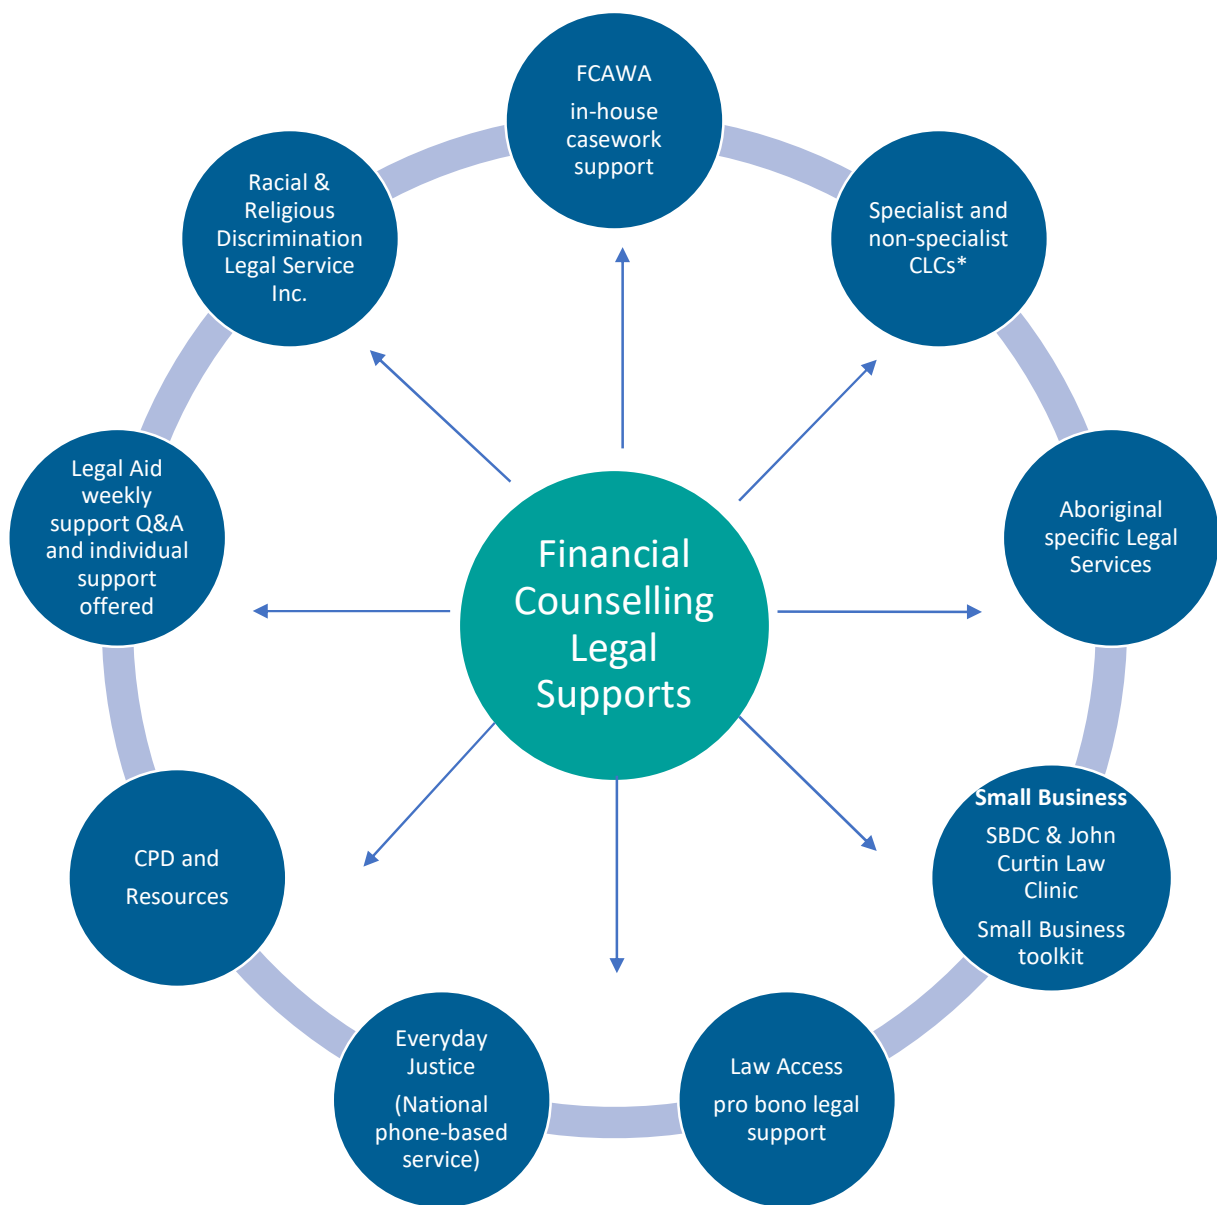 FCAWA
in-house
casework
support
Specialist and
non-specialist
CLCs*
Aboriginal
specific Legal
Services
Small Business
SBDC & John
Curtin Law
Clinic
Small Business
toolkit
Law Access
pro bono legal
support
Everyday
Justice
(National
phone-based
service)
CPD and
Resources
Legal Aid
weekly
support Q&A
and individual
support
offered
Racial &
Religious
Discrimination
Legal Service
Inc.
Financial
Counselling
Legal
Supports